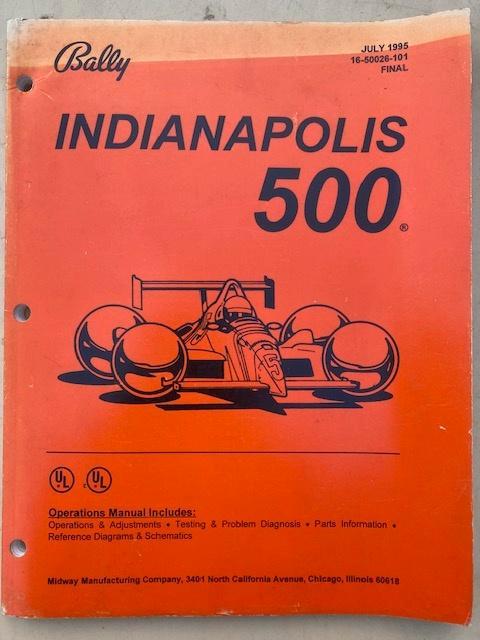 Bally
JULY 1995
16-50026-101
FINAL
INDIANAPOLIS
500®
5
UL
c UL
Operations Manual Includes:
Operations & Adjustments • Testing & Problem Diagnosis • Parts Information •
Reference Diagrams & Schematics
Midway Manufacturing Company, 3401 North California Avenue, Chicago, Illinois 60618